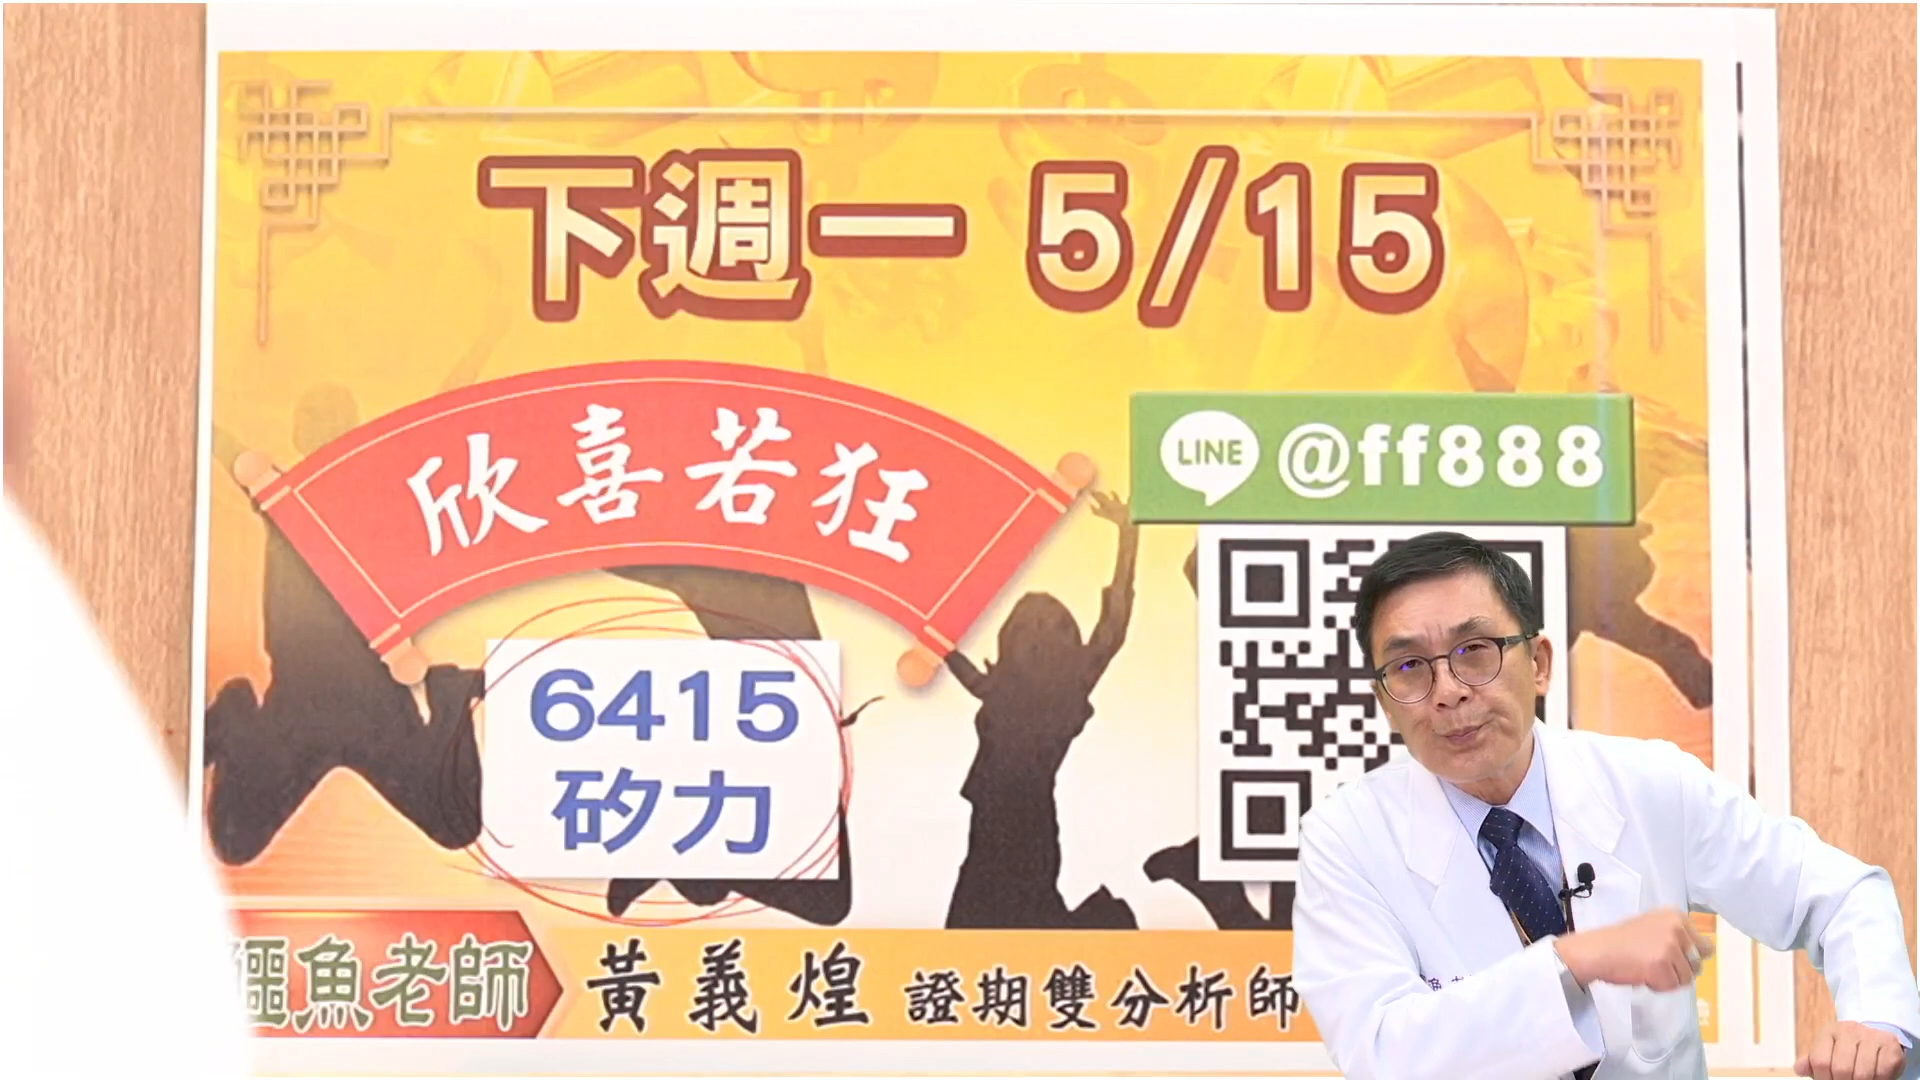 下週一 5/15
欣喜若狂
LINE @ff888
6415
矽力
鱷魚老師 黃義煌 證期雙分析師